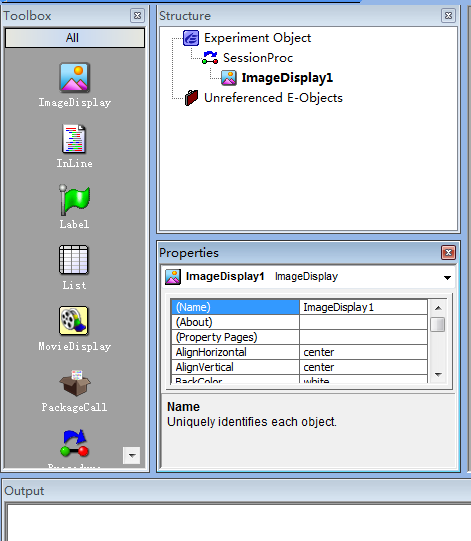 Toolbox
All
ImageDisplay
InLine
Label
List
MovieDisplay
PackageCall
Procedure
Structure
Experiment Object
SessionProc
ImageDisplay1
Unreferenced E-Objects
Properties
ImageDisplay1 ImageDisplay
(Name) ImageDisplay1
(About)
(Property Pages)
AlignHorizontal center
AlignVertical center
BackColor white
Name
Uniquely identifies each object.
Output